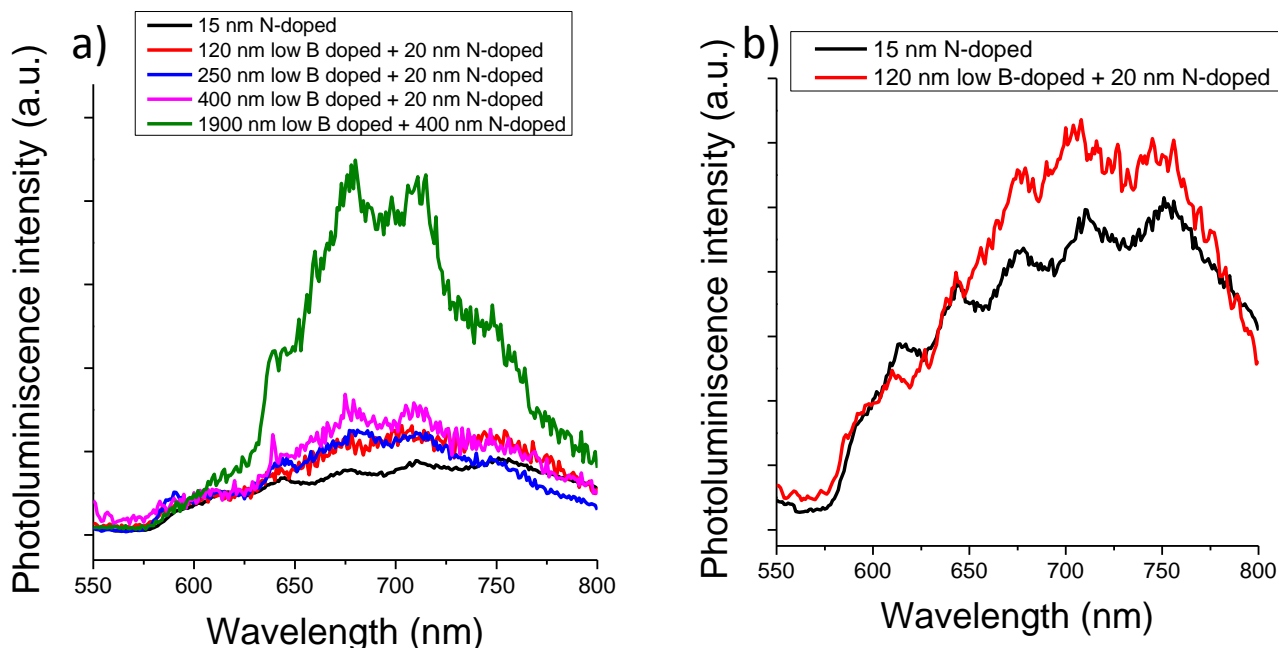 a)
15 nm N-doped
120 nm low B doped + 20 nm N-doped
250 nm low B doped + 20 nm N-doped
400 nm low B doped + 20 nm N-doped
1900 nm low B doped + 400 nm N-doped
Photoluminiscence intensity (a.u.)
550 600 650 700 750 800
Wavelength (nm)
b)
15 nm N-doped
120 nm low B-doped + 20 nm N-doped
Photoluminiscence intensity (a.u.)
550 600 650 700 750 800
Wavelength (nm)